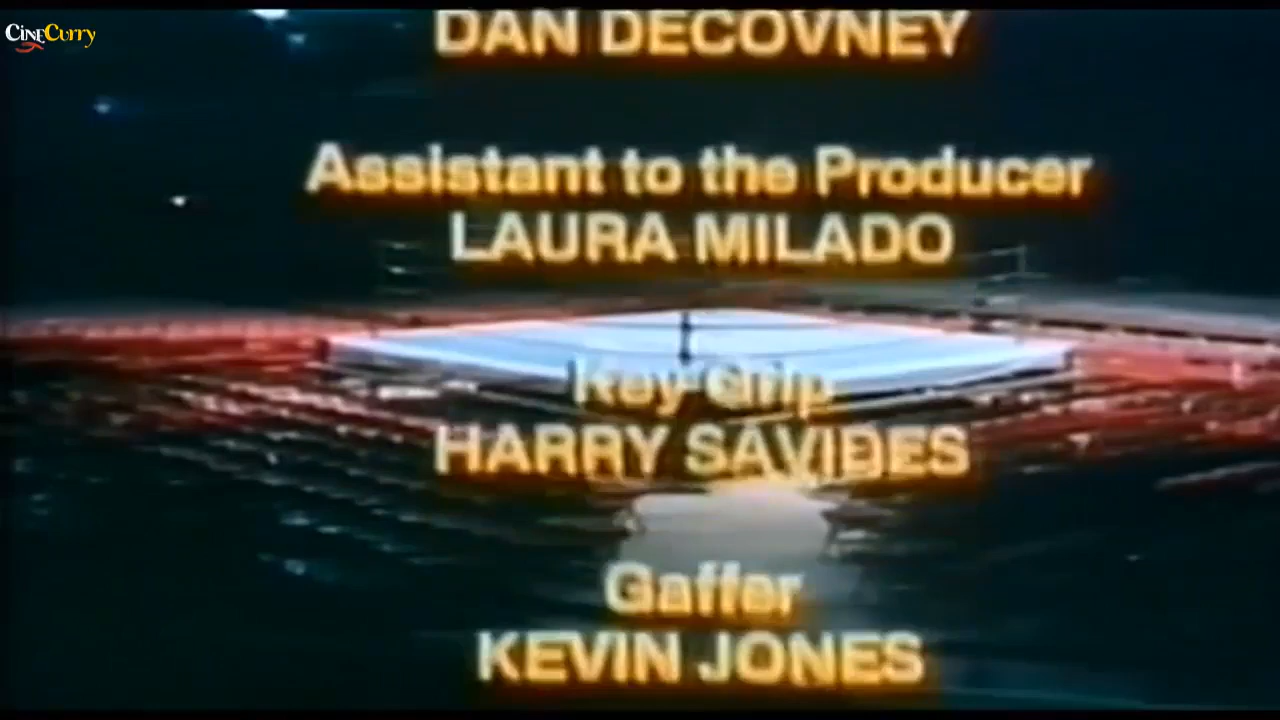 CineCurry
DAN DECOVNEY
Assistant to the Producer
LAURA MILADO
Key Grip
HARRY SAVIDES
Gaffer
KEVIN JONES